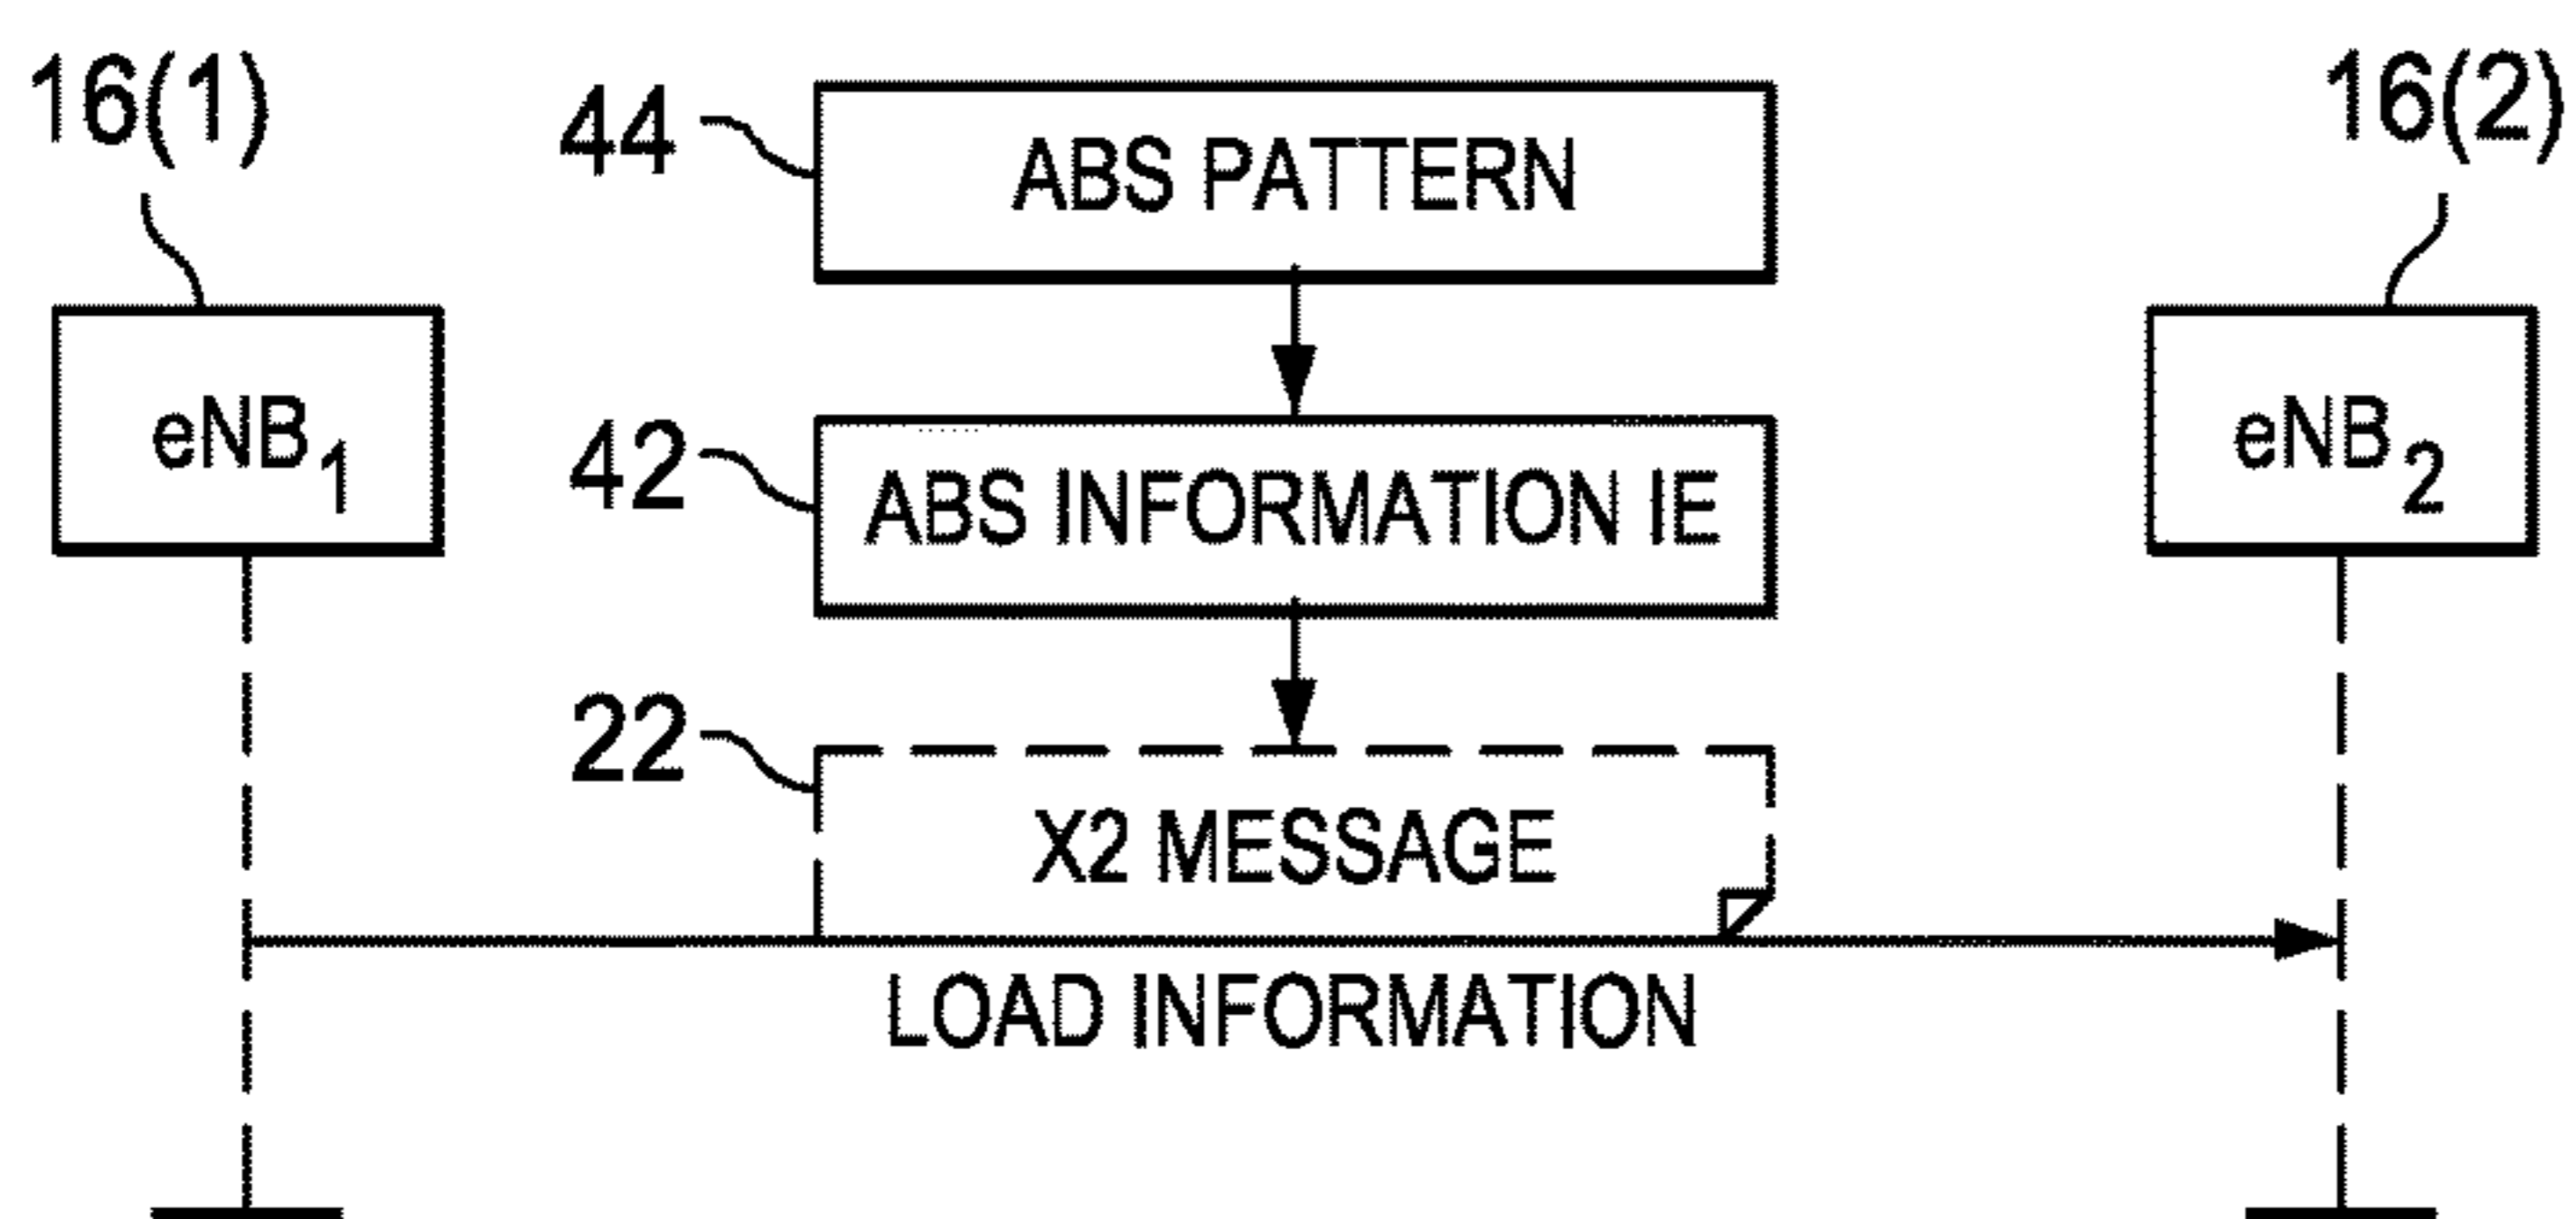 16(1)
44
ABS PATTERN
16(2)
eNB1
42
ABS INFORMATION IE
eNB2
22
X2 MESSAGE
LOAD INFORMATION